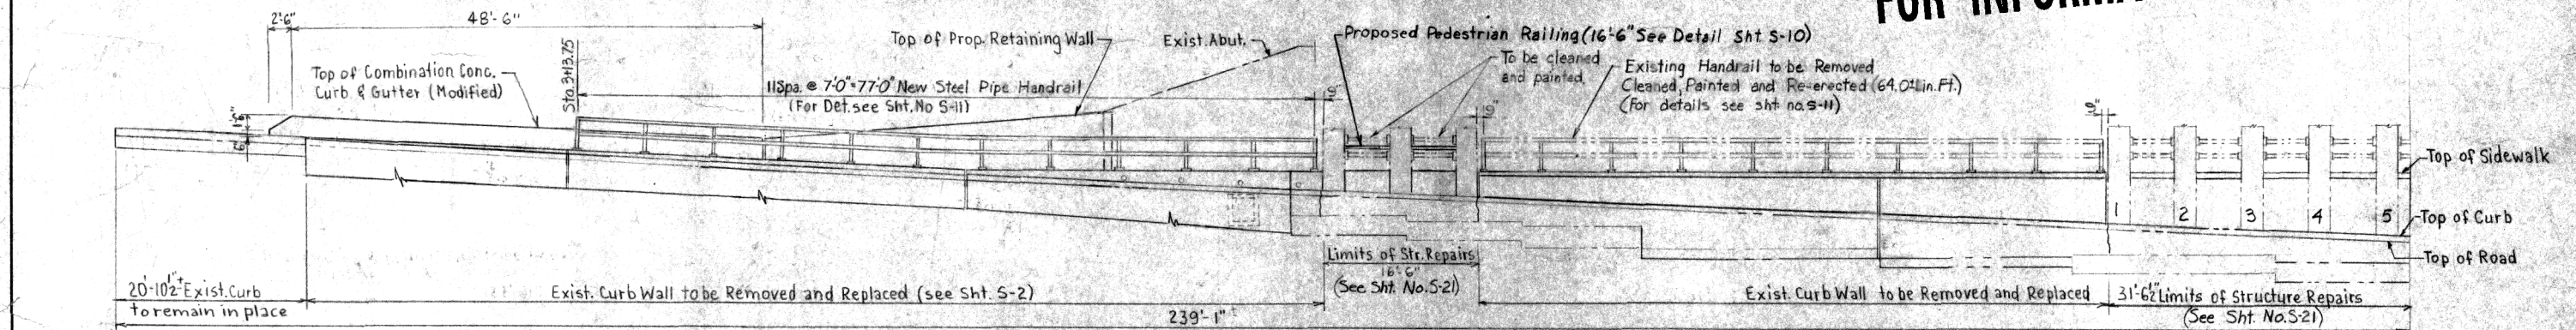 FOR INFORMA
2'-6"
48'-6"
Sta. 3+13.75
Top of Prop. Retaining Wall
Exist. Abut.
Proposed Pedestrian Railing (16'-6" See Detail Sht S-10)
To be cleaned
and painted.
Existing Handrail to be Removed
Cleaned, Painted and Re-erected (64.0± Lin. Ft.)
(For details see sht no. S-11)
Top of Combination Conc.
Curb & Gutter (Modified)
11 Spa. @ 7'-0" = 77'-0" New Steel Pipe Handrail
(For Det. see Sht. No S-11)
9"
9"
9"
6"
Top of Sidewalk
1 2 3 4 5
Top of Curb
Top of Road
Limits of Str. Repairs
16'-6"
(See Sht. No. S-21)
20'-10½"± Exist. Curb
to remain in place
Exist. Curb Wall to be Removed and Replaced (see Sht. S-2)
Exist. Curb Wall to be Removed and Replaced
31'-6½" Limits of Structure Repairs
(See Sht. No. S-21)
239'-1"±